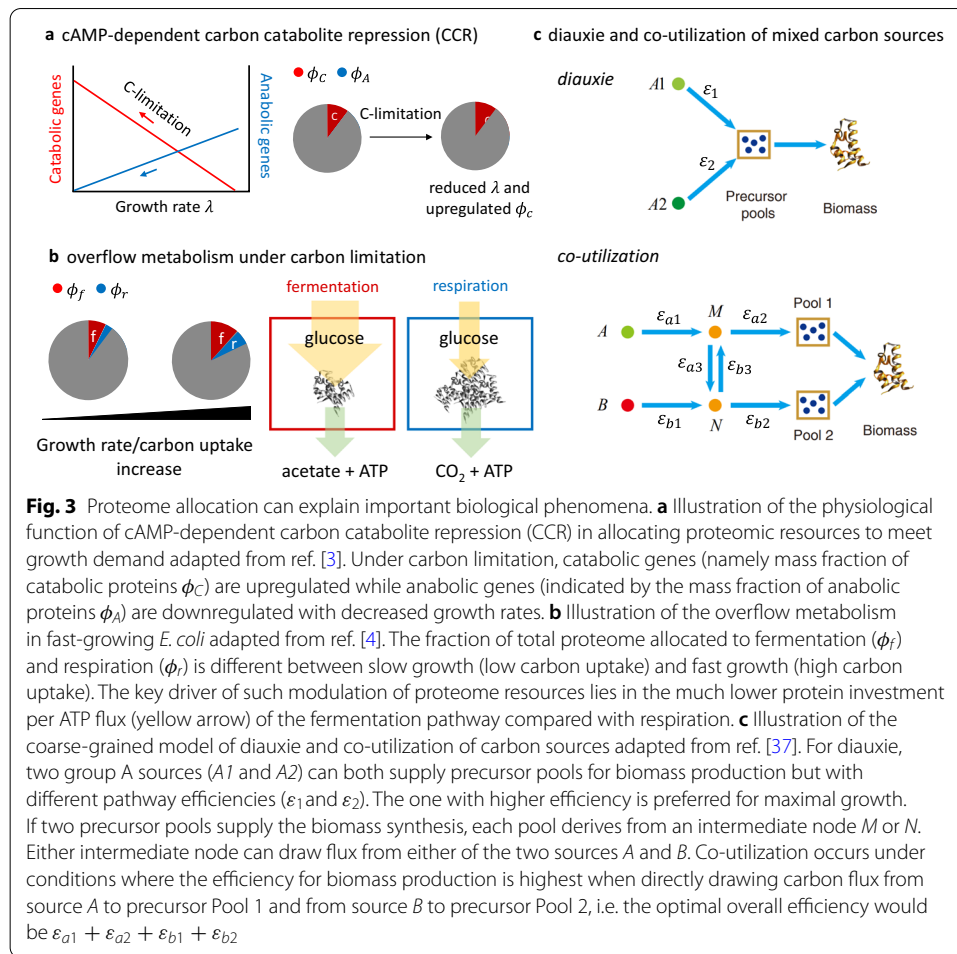 a cAMP-dependent carbon catabolite repression (CCR)
Catabolic genes
C-limitation
Anabolic genes
Growth rate λ
ϕC ϕA
C
C-limitation
C
reduced λ and
upregulated ϕc
b overflow metabolism under carbon limitation
ϕf ϕr
f
f
r
Growth rate/carbon uptake
increase
fermentation
glucose
acetate + ATP
respiration
glucose
CO2 + ATP
c diauxie and co-utilization of mixed carbon sources
diauxie
A1
ε1
ε2
A2
Precursor
pools
Biomass
co-utilization
A
εa1
M
εa2
Pool 1
εa3
εb3
B
εb1
N
εb2
Pool 2
Biomass
Fig. 3 Proteome allocation can explain important biological phenomena. a Illustration of the physiological
function of cAMP-dependent carbon catabolite repression (CCR) in allocating proteomic resources to meet
growth demand adapted from ref. [3]. Under carbon limitation, catabolic genes (namely mass fraction of
catabolic proteins ϕC) are upregulated while anabolic genes (indicated by the mass fraction of anabolic
proteins ϕA) are downregulated with decreased growth rates. b Illustration of the overflow metabolism
in fast-growing E. coli adapted from ref. [4]. The fraction of total proteome allocated to fermentation (ϕf)
and respiration (ϕr) is different between slow growth (low carbon uptake) and fast growth (high carbon
uptake). The key driver of such modulation of proteome resources lies in the much lower protein investment
per ATP flux (yellow arrow) of the fermentation pathway compared with respiration. c Illustration of the
coarse-grained model of diauxie and co-utilization of carbon sources adapted from ref. [37]. For diauxie,
two group A sources (A1 and A2) can both supply precursor pools for biomass production but with
different pathway efficiencies (ε1 and ε2). The one with higher efficiency is preferred for maximal growth.
If two precursor pools supply the biomass synthesis, each pool derives from an intermediate node M or N.
Either intermediate node can draw flux from either of the two sources A and B. Co-utilization occurs under
conditions where the efficiency for biomass production is highest when directly drawing carbon flux from
source A to precursor Pool 1 and from source B to precursor Pool 2, i.e. the optimal overall efficiency would
be εa1 + εa2 + εb1 + εb2